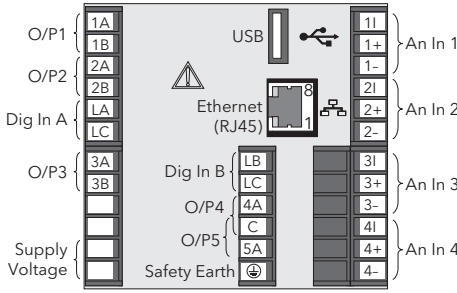 O/P1
1A
1B
O/P2
2A
2B
Dig In A
LA
LC
O/P3
3A
3B
Supply
Voltage
USB
Ethernet
(RJ45)
8
1
Dig In B
LB
LC
O/P4
4A
C
O/P5
5A
Safety Earth
1I
1+
1–
An In 1
2I
2+
2–
An In 2
3I
3+
3–
An In 3
4I
4+
4–
An In 4